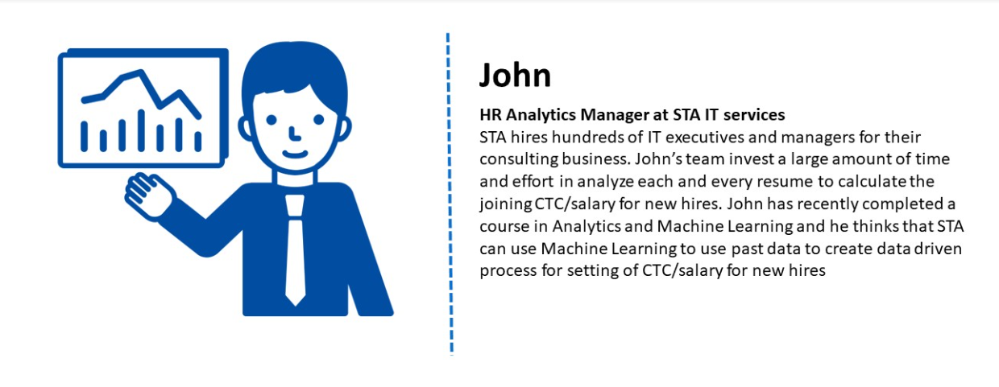 John
HR Analytics Manager at STA IT services
STA hires hundreds of IT executives and managers for their
consulting business. John's team invest a large amount of time
and effort in analyze each and every resume to calculate the
joining CTC/salary for new hires. John has recently completed a
course in Analytics and Machine Learning and he thinks that STA
can use Machine Learning to use past data to create data driven
process for setting of CTC/salary for new hires